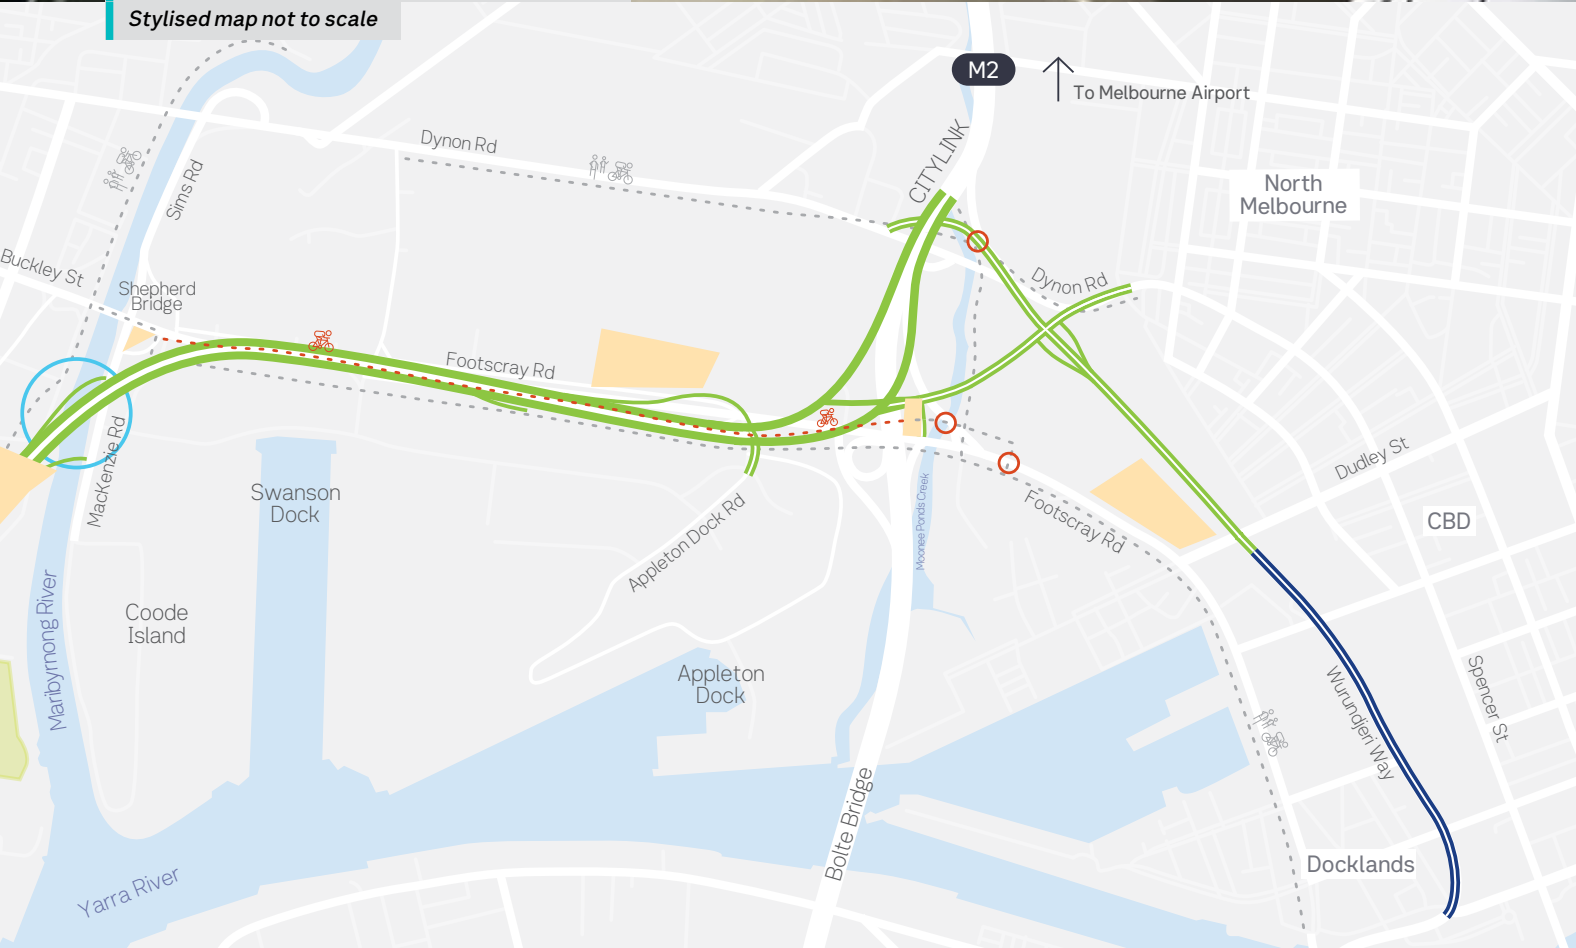 Stylised map not to scale
M2
To Melbourne Airport
CITYLINK
Dynon Rd
Sims Rd
North
Melbourne
Buckley St
Shepherd
Bridge
Dynon Rd
Footscray Rd
MacKenzie Rd
Dudley St
Swanson
Dock
Appleton Dock Rd
Moonee Ponds Creek
Footscray Rd
CBD
Maribyrnong River
Coode
Island
Appleton
Dock
Wurundjeri Way
Spencer St
Bolte Bridge
Docklands
Yarra River